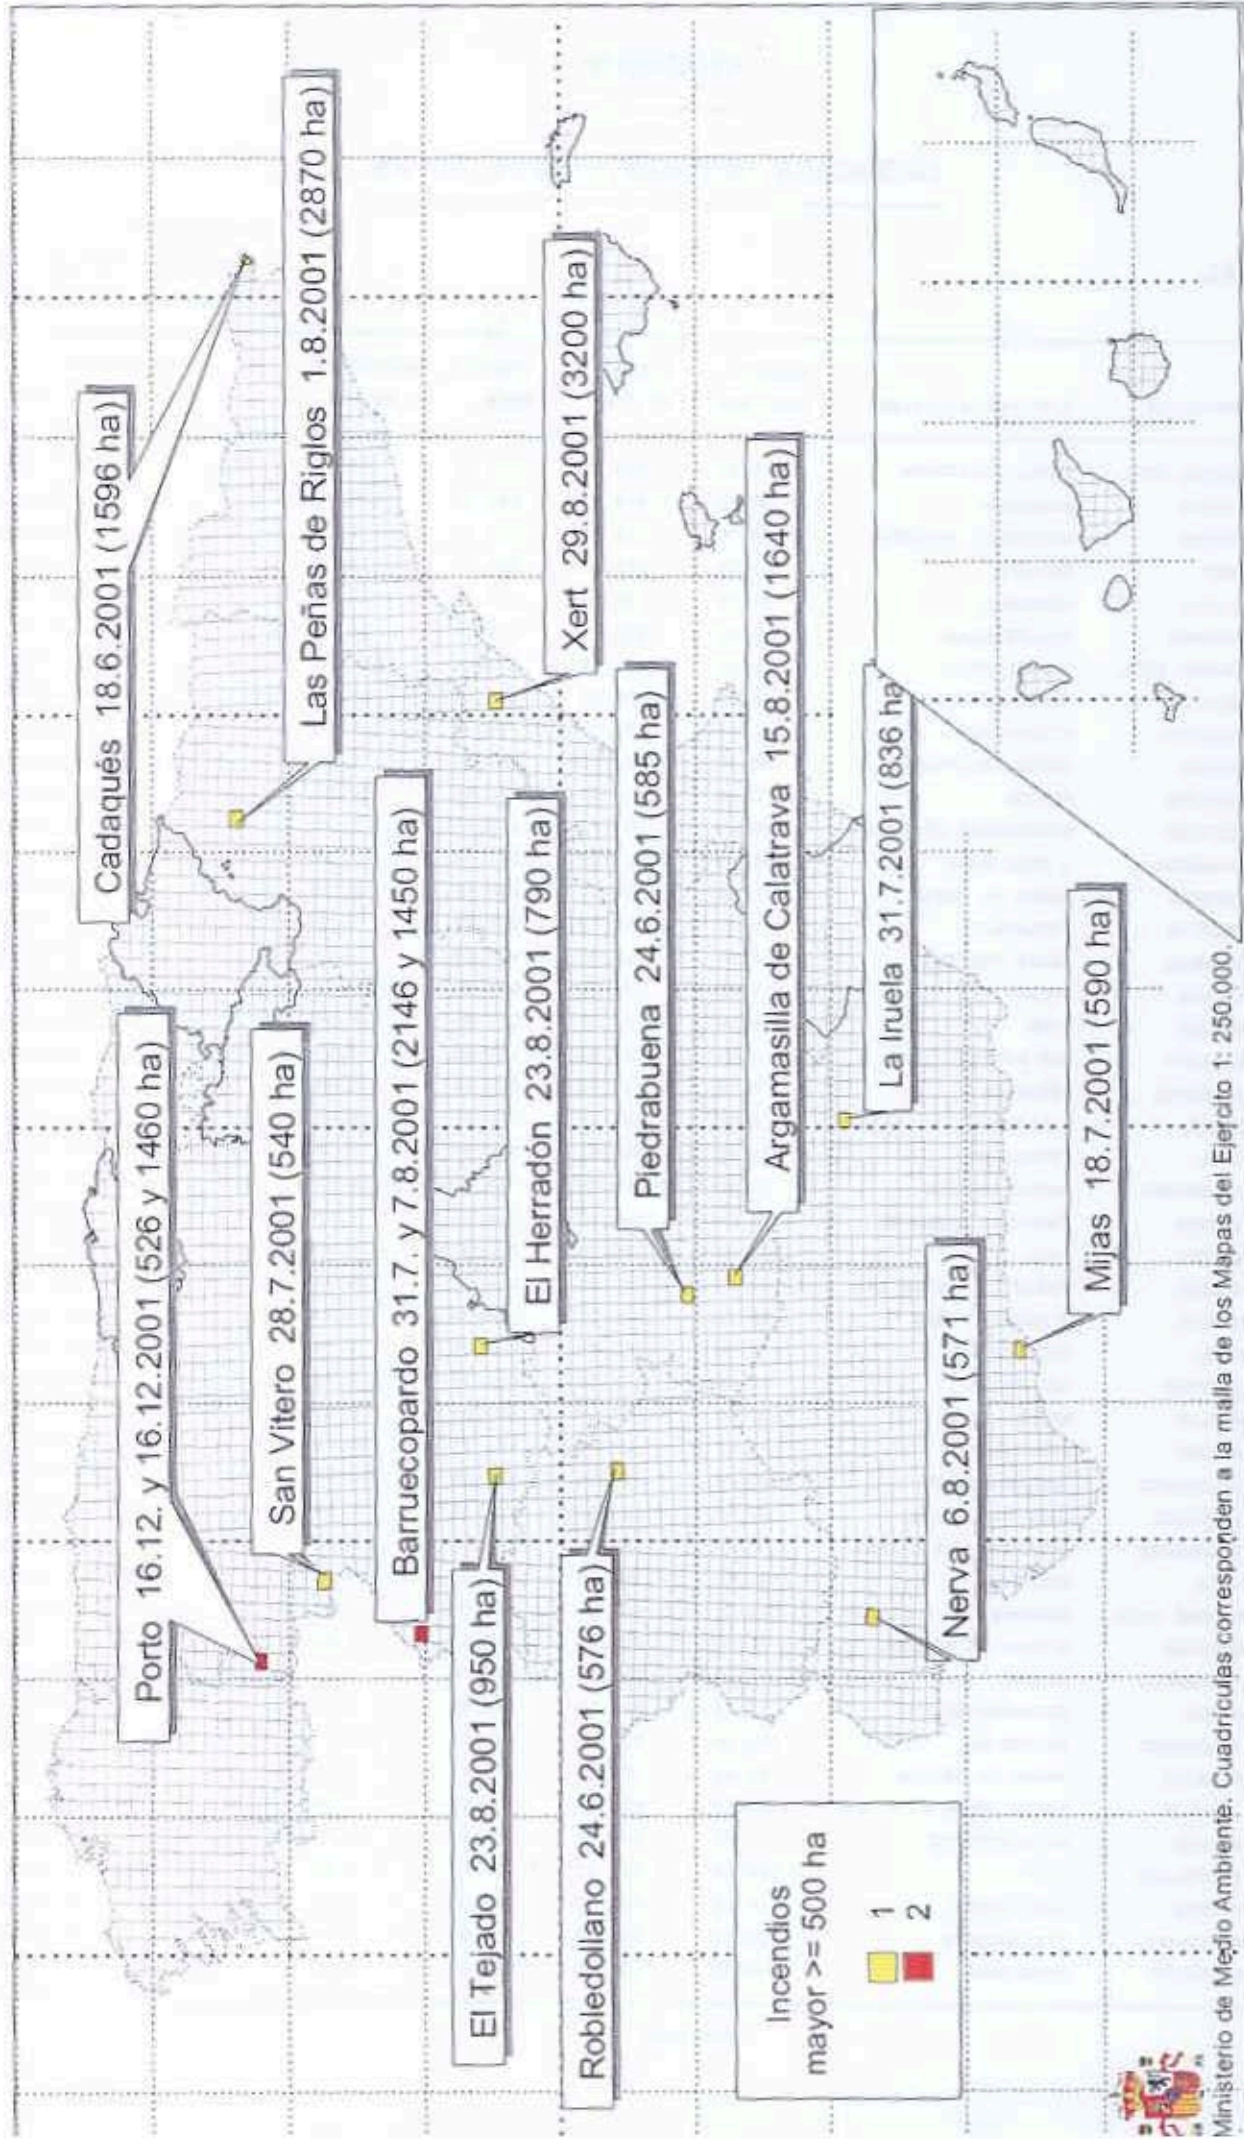 Cadaqués 18.6.2001 (1596 ha)
Porto 16.12. y 16.12.2001 (526 y 1460 ha)
San Vitero 28.7.2001 (540 ha)
Las Peñas de Riglos 1.8.2001 (2870 ha)
Barruecopardo 31.7. y 7.8.2001 (2146 y 1450 ha)
El Tejado 23.8.2001 (950 ha)
El Herradón 23.8.2001 (790 ha)
Xert 29.8.2001 (3200 ha)
Robledollano 24.6.2001 (576 ha)
Piedrabuena 24.6.2001 (585 ha)
Argamasilla de Calatrava 15.8.2001 (1640 ha)
La Iruela 31.7.2001 (836 ha
Nerva 6.8.2001 (571 ha)
Mijas 18.7.2001 (590 ha)
Incendios
mayor >= 500 ha
1
2
Ministerio de Medio Ambiente. Cuadrículas corresponden a la malla de los Mapas del Ejercito 1: 250.000.